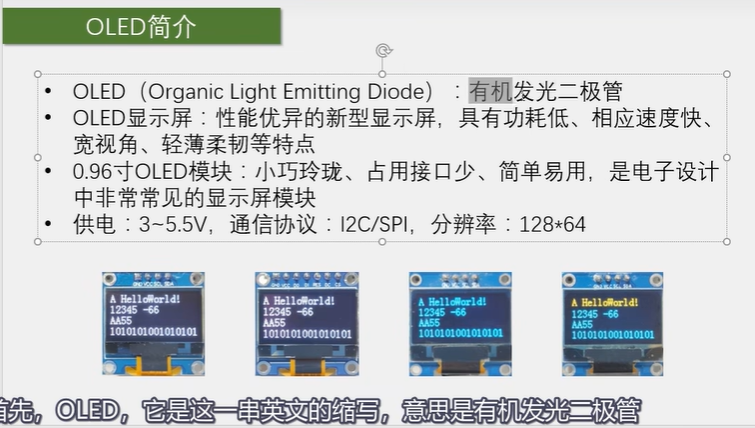 OLED简介
• OLED（Organic Light Emitting Diode）：有机发光二极管
• OLED显示屏：性能优异的新型显示屏，具有功耗低、相应速度快、
宽视角、轻薄柔韧等特点
• 0.96寸OLED模块：小巧玲珑、占用接口少、简单易用，是电子设计
中非常常见的显示屏模块
• 供电：3~5.5V，通信协议：I2C/SPI，分辨率：128*64
GND VCC SCL SDA
A HelloWorld!
12345 -66
AA55
1010101001010101
A HelloWorld!
12345 -66
AA55
1010101001010101
A HelloWorld!
12345 -66
AA55
1010101001010101
A HelloWorld!
12345 -66
AA55
1010101001010101
首先，OLED，它是这一串英文的缩写，意思是有机发光二极管